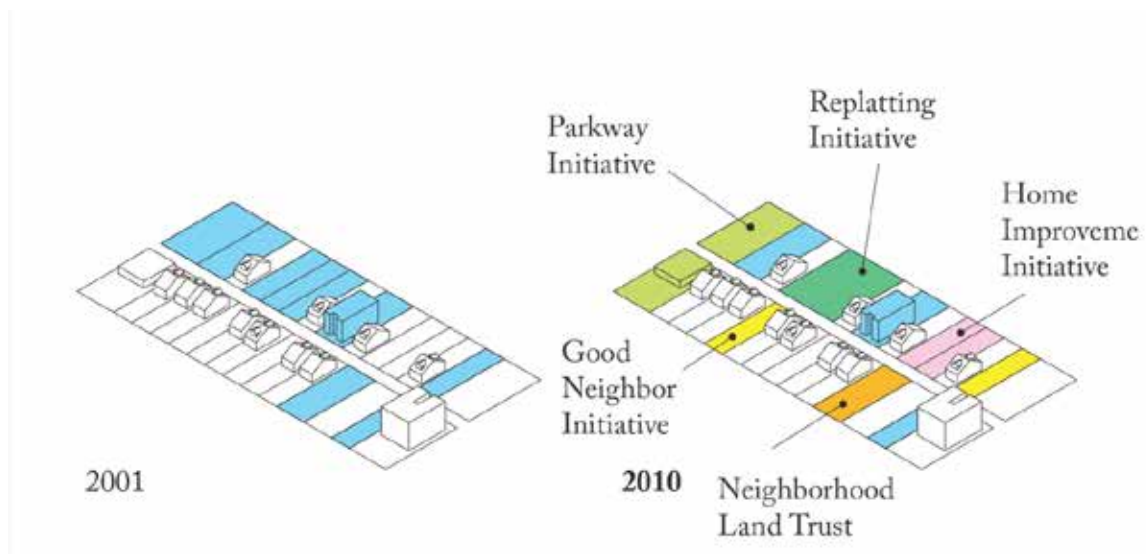 Replatting
Initiative
Parkway
Initiative
Home
Improveme
Initiative
Good
Neighbor
Initiative
2001
2010
Neighborhood
Land Trust